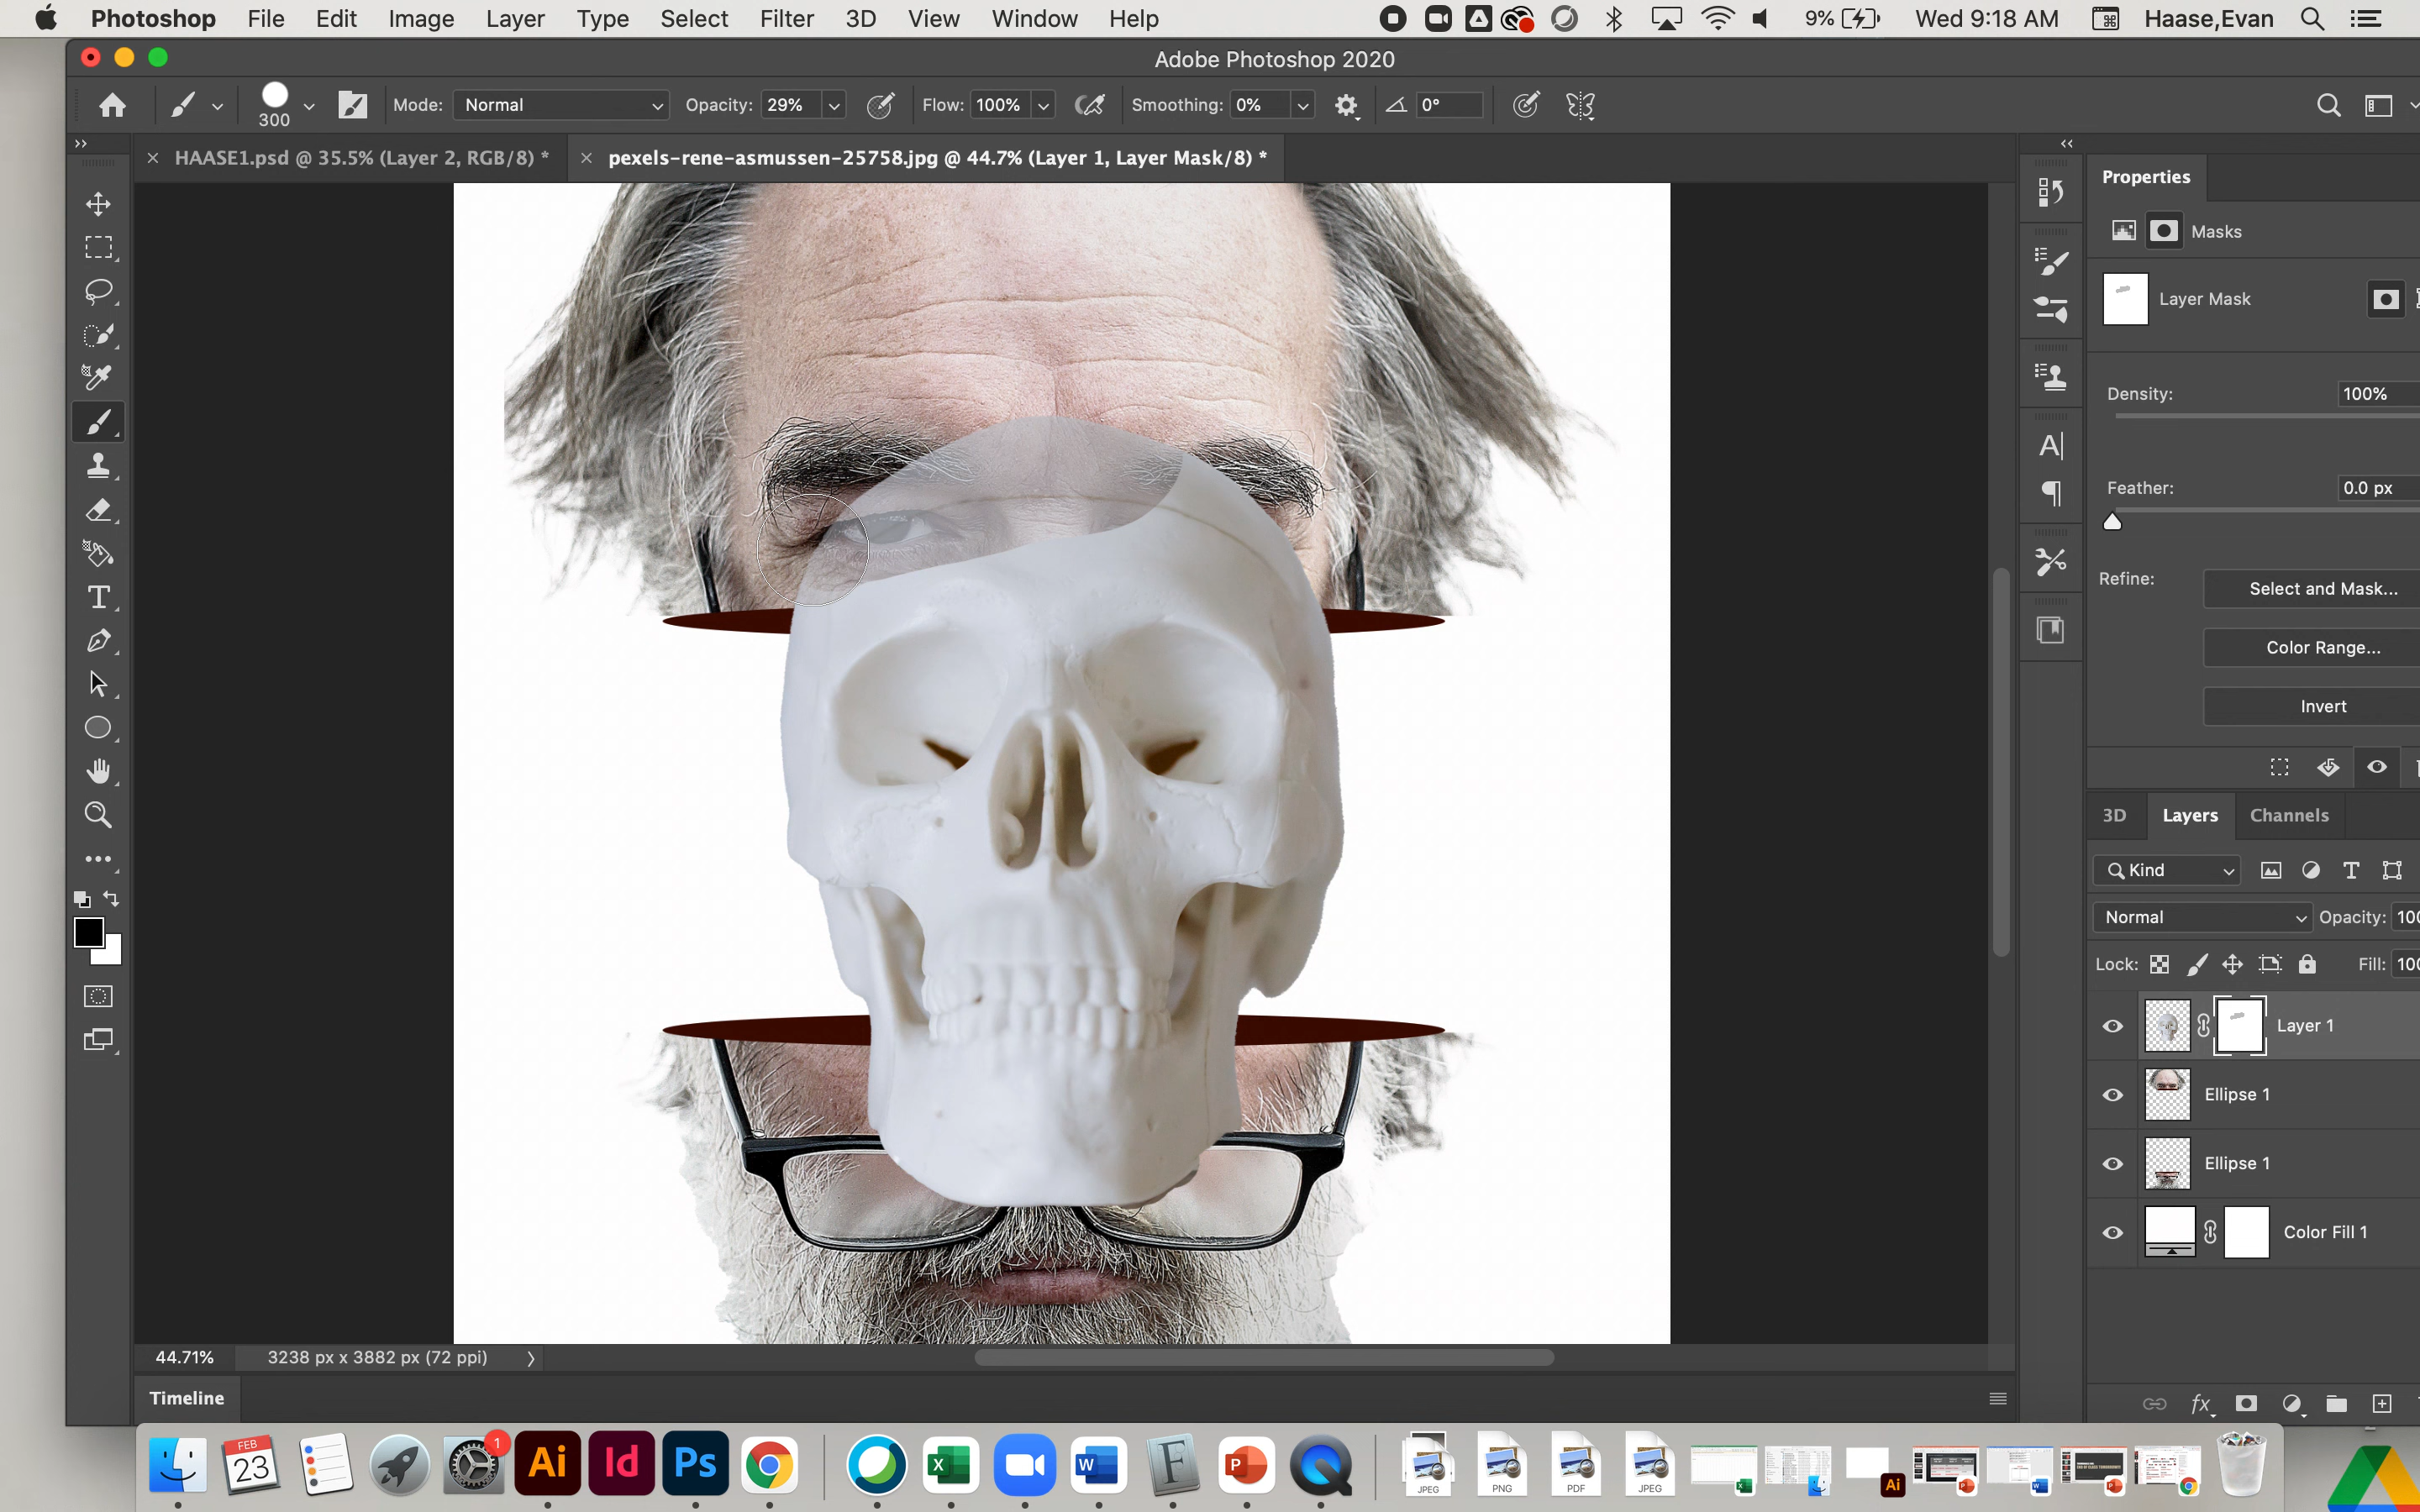 Photoshop File Edit Image Layer Type Select Filter 3D View Window Help 9% Wed 9:18 AM Haase,Evan
Adobe Photoshop 2020
300 Mode: Normal Opacity: 29% Flow: 100% Smoothing: 0% 0°
HAASE1.psd @ 35.5% (Layer 2, RGB/8) * pexels-rene-asmussen-25758.jpg @ 44.7% (Layer 1, Layer Mask/8) *
Properties
Masks
Layer Mask
Density: 100%
Feather: 0.0 px
Refine: Select and Mask...
Color Range...
Invert
3D Layers Channels
Kind
Normal Opacity: 100
Lock: Fill: 100
Layer 1
Ellipse 1
Ellipse 1
Color Fill 1
44.71% 3238 px x 3882 px (72 ppi)
Timeline
fx
FEB
23
1
Ai Id Ps X W F P
JPEG PNG PDF JPEG
Ai